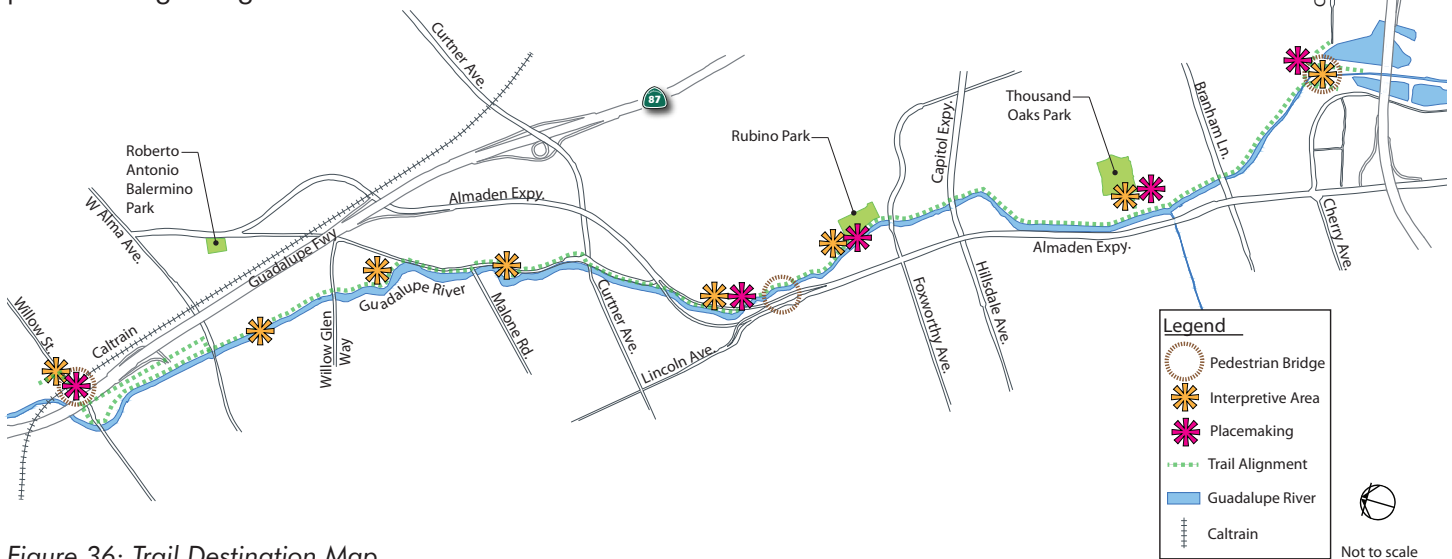 Curtner Ave.
87
Roberto
Antonio
Balermino
Park
W Alma Ave.
Almaden Expy.
Guadalupe Fwy
Rubino Park
Capitol Expy.
Thousand
Oaks Park
Branham Ln.
Willow St.
Caltrain
Guadalupe River
Willow Glen
Way
Malone Rd.
Curtner Ave.
Lincoln Ave.
Foxworthy Ave.
Hillsdale Ave.
Almaden Expy.
Cherry Ave.
Legend
Pedestrian Bridge
Interpretive Area
Placemaking
Trail Alignment
Guadalupe River
Caltrain
Not to scale
Figure 36: Trail Destination Map